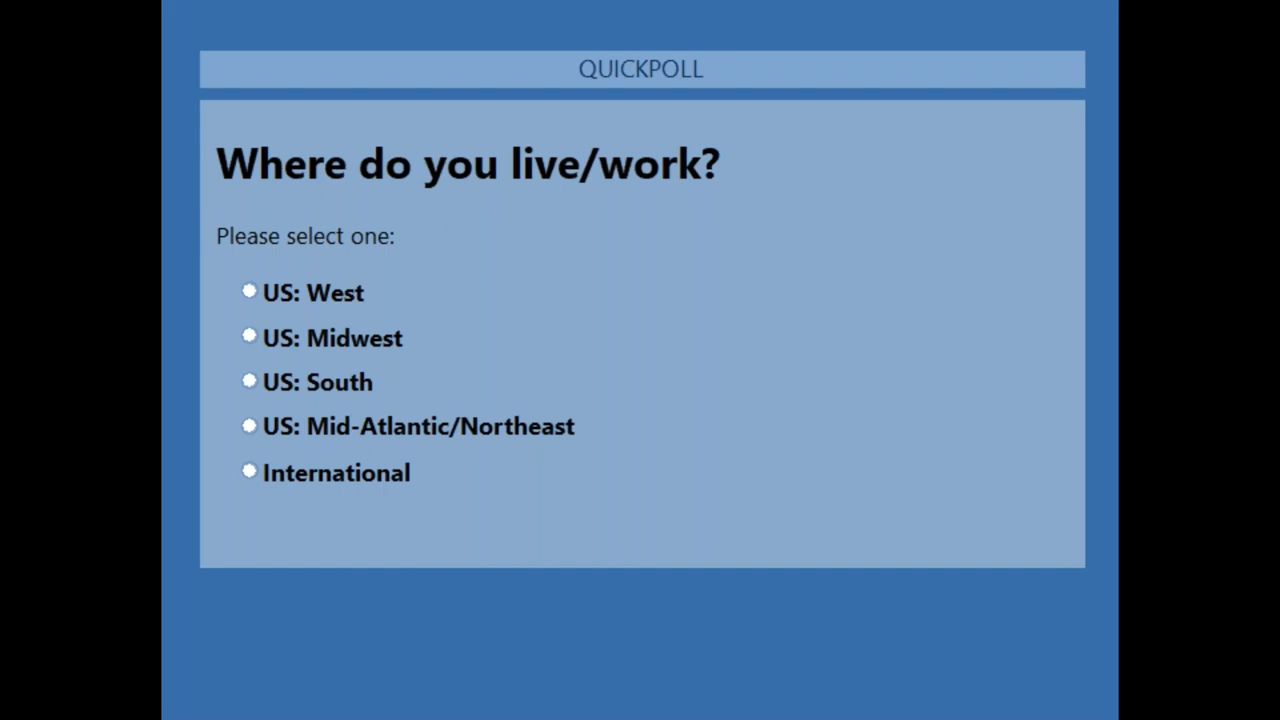 QUICKPOLL
Where do you live/work?
Please select one:
US: West
US: Midwest
US: South
US: Mid-Atlantic/Northeast
International